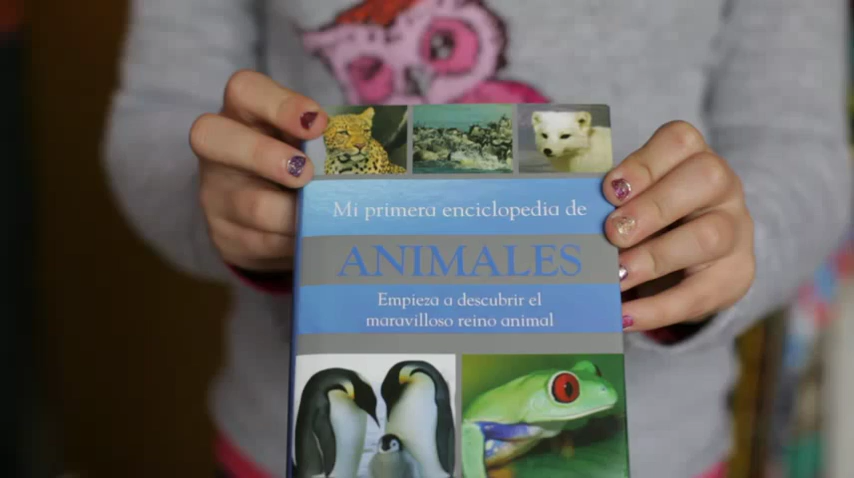 Mi primera enciclopedia de
ANIMALES
Empieza a descubrir el
maravilloso reino animal